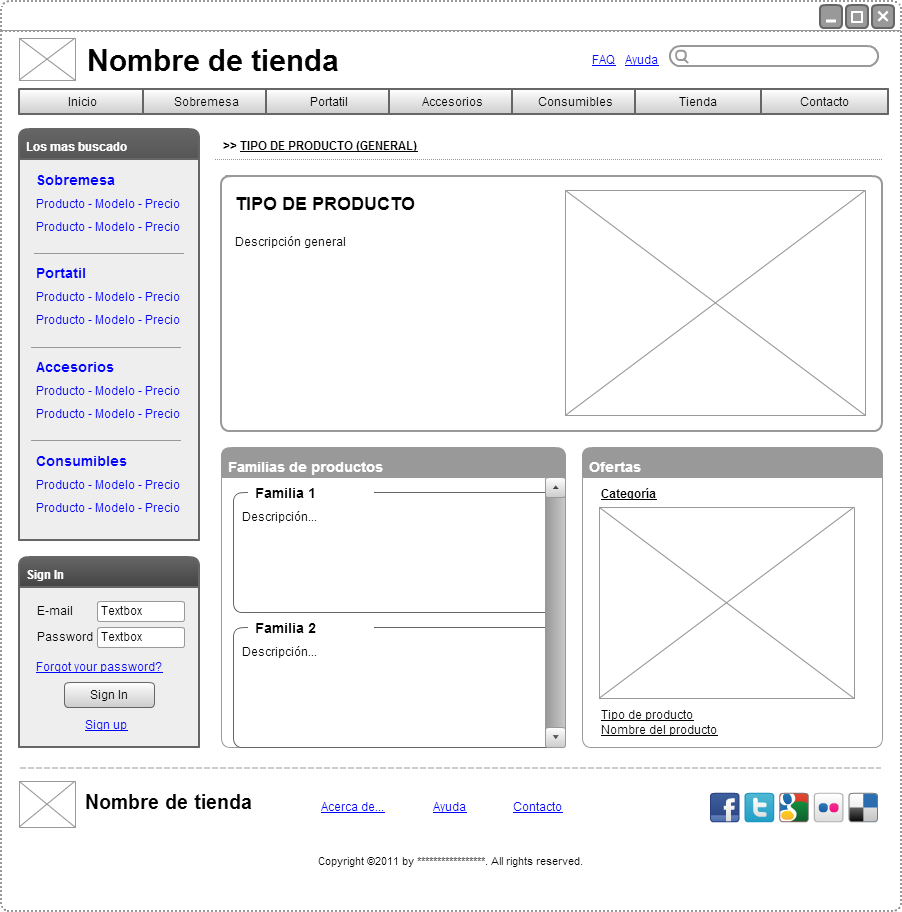 Nombre de tienda
FAQ Ayuda
Inicio Sobremesa Portatil Accesorios Consumibles Tienda Contacto
Los mas buscado
Sobremesa
Producto - Modelo - Precio
Producto - Modelo - Precio
Portatil
Producto - Modelo - Precio
Producto - Modelo - Precio
Accesorios
Producto - Modelo - Precio
Producto - Modelo - Precio
Consumibles
Producto - Modelo - Precio
Producto - Modelo - Precio
Sign In
E-mail Textbox
Password Textbox
Forgot your password?
Sign In
Sign up
>> TIPO DE PRODUCTO (GENERAL)
TIPO DE PRODUCTO
Descripción general
Familias de productos
Familia 1
Descripción...
Familia 2
Descripción...
Ofertas
Categoría
Tipo de producto
Nombre del producto
Nombre de tienda
Acerca de... Ayuda Contacto
Copyright ©2011 by *****************. All rights reserved.